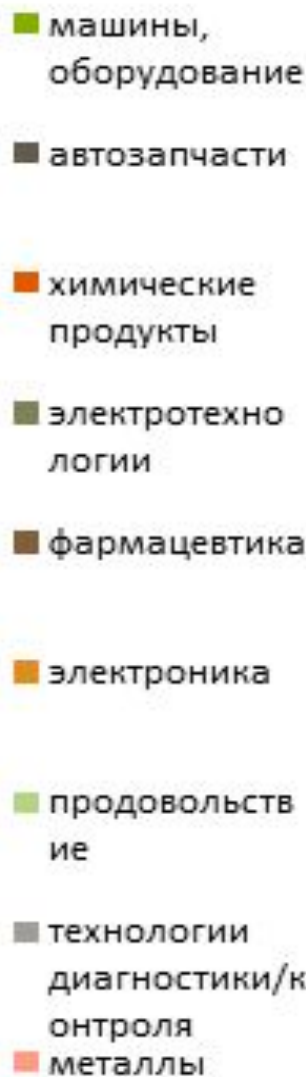 машины,
оборудование
автозапчасти
химические
продукты
электротехно
логии
фармацевтика
электроника
продовольств
ие
технологии
диагностики/к
онтроля
металлы